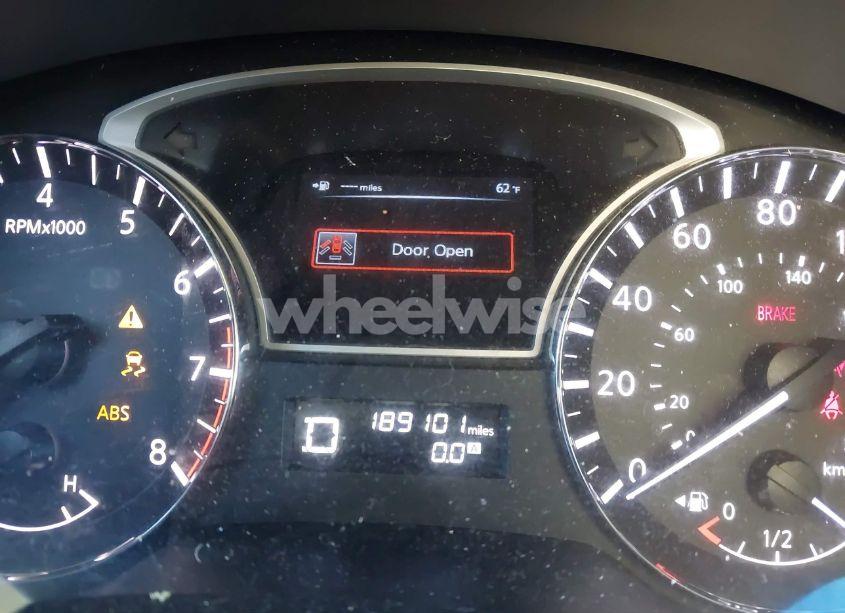 4
5
6
7
8
RPMx1000
ABS
H
---- miles
62 °F
Door Open
wheelwise
D
189101 miles
0.0 A
0
20
40
60
80
20
60
100
140
BRAKE
km
0
1/2